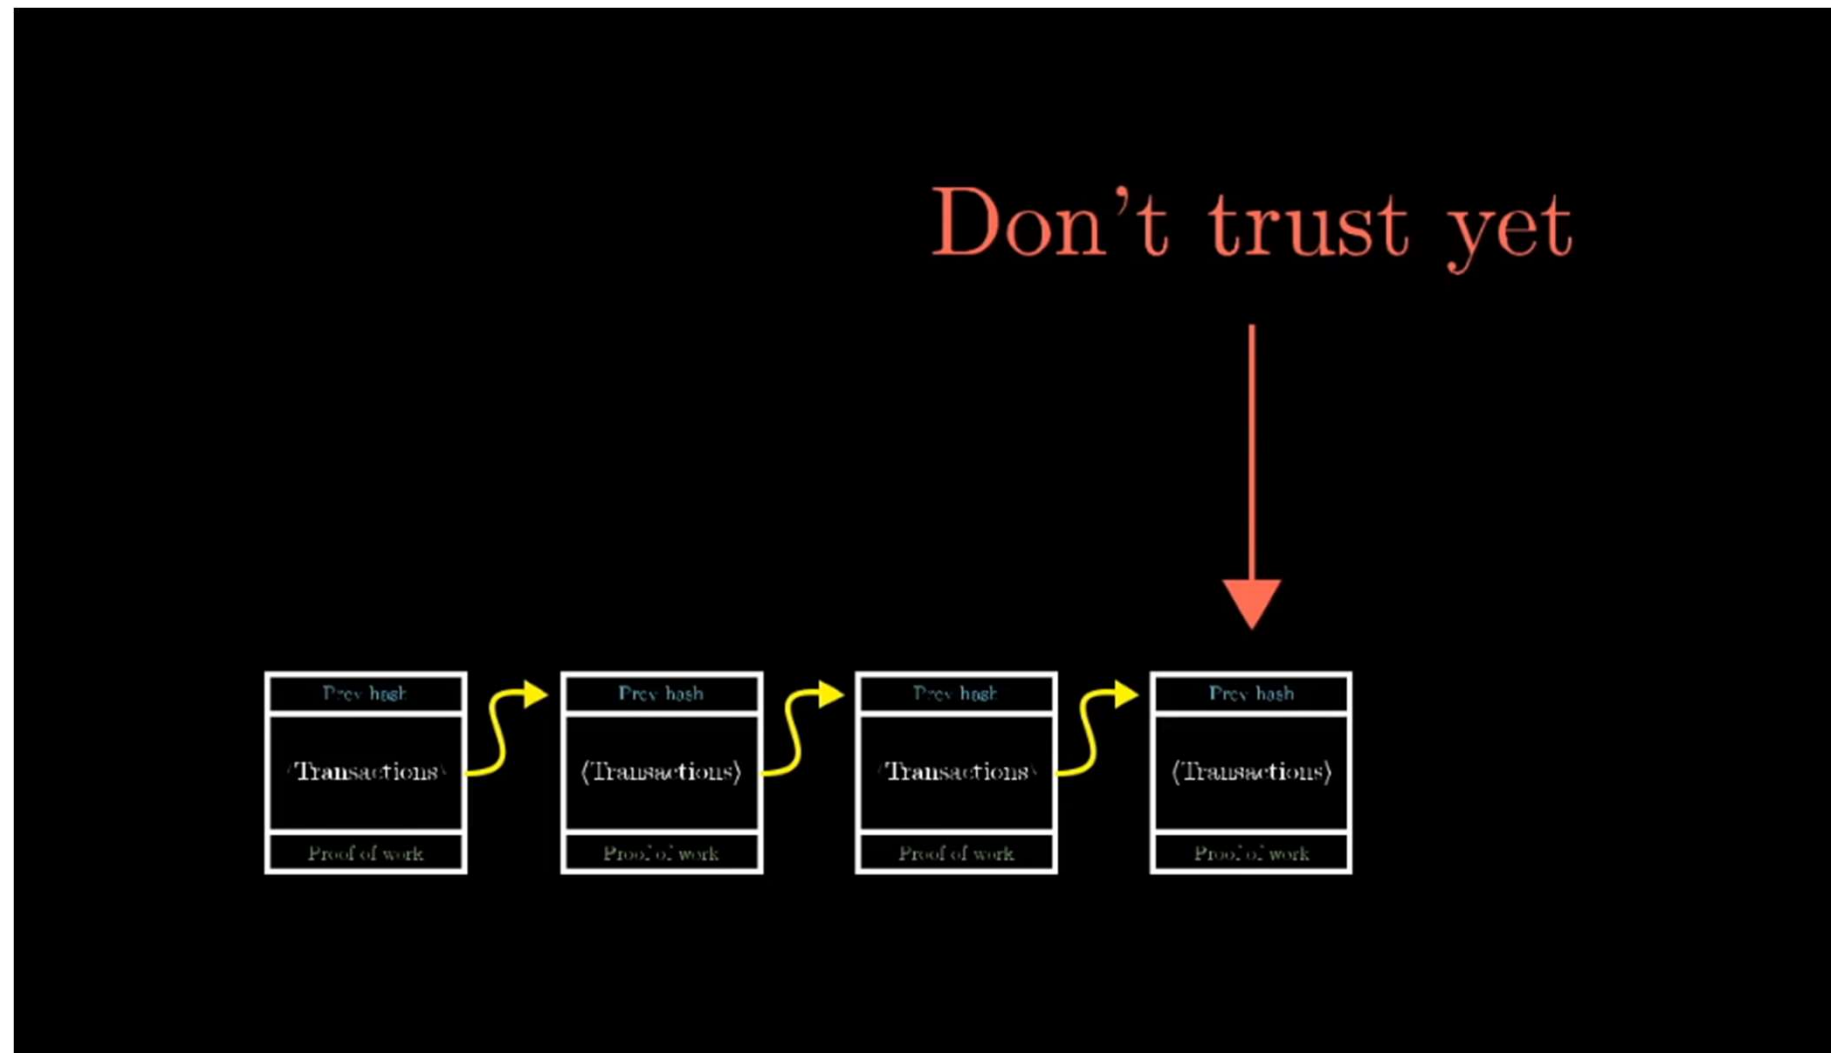 Don't trust yet
Prev hash
Prev hash
Prev hash
Prev hash
⟨Transactions⟩
⟨Transactions⟩
⟨Transactions⟩
⟨Transactions⟩
Proof of work
Proof of work
Proof of work
Proof of work